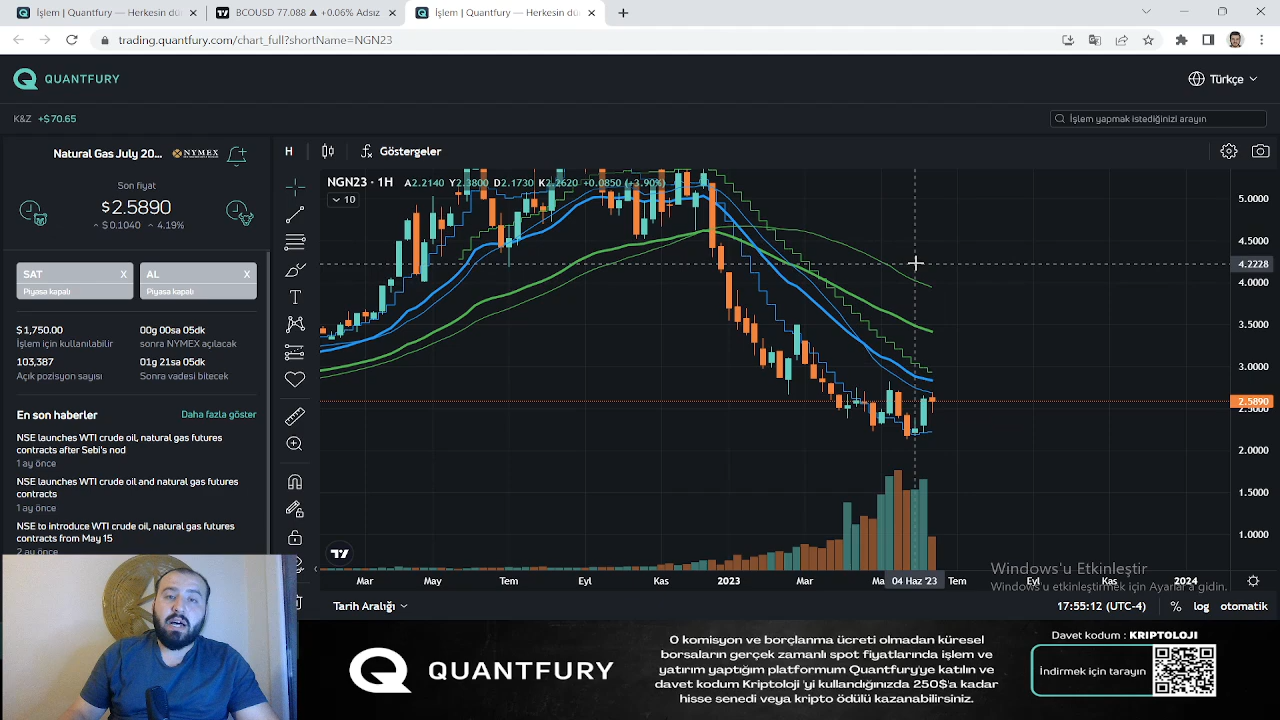 İşlem | Quantfury — Herkesin dür
BCOUSD 77.088 ▲ +0.06% Adsız
İşlem | Quantfury — Herkesin dür
trading.quantfury.com/chart_full?shortName=NGN23
QUANTFURY
Türkçe
K&Z +$70.65
İşlem yapmak istediğinizi arayın
Natural Gas July 20... NYMEX
H
Göstergeler
Son fiyat
$2.5890
$ 0.1040 4.19%
NGN23 · 1H A2.2140 Y2.3800 D2.1730 K2.2620 +0.0850 (+3.90%)
10
SAT X
Piyasa kapalı
AL X
Piyasa kapalı
$ 1,750.00
İşlem için kullanılabilir
00g 00sa 05dk
sonra NYMEX açılacak
103,387
Açık pozisyon sayısı
01g 21sa 05dk
Sonra vadesi bitecek
En son haberler
Daha fazla göster
NSE launches WTI crude oil, natural gas futures
contracts after Sebi's nod
1 ay önce
NSE launches WTI crude oil and natural gas futures
contracts
1 ay önce
NSE to introduce WTI crude oil, natural gas futures
contracts from May 15
2 ay önce
5.0000
4.5000
4.2228
4.0000
3.5000
3.0000
2.5890
2.5000
2.0000
1.5000
1.0000
Mar May Tem Eyl Kas 2023 Mar Ma 04 Haz '23 Tem Eyl Kas 2024
Windows'u Etkinleştir
Windows'u etkinleştirmek için Ayarlar'a gidin.
Tarih Aralığı
17:55:12 (UTC-4) % log otomatik
QUANTFURY
0 komisyon ve borçlanma ücreti olmadan küresel
borsaların gerçek zamanlı spot fiyatlarında işlem ve
yatırım yaptığım platformum Quantfury'ye katılın ve
davet kodum Kriptoloji 'yi kullandığınızda 250$'a kadar
hisse senedi veya kripto ödülü kazanabilirsiniz.
Davet kodum : KRIPTOLOJI
İndirmek için tarayın